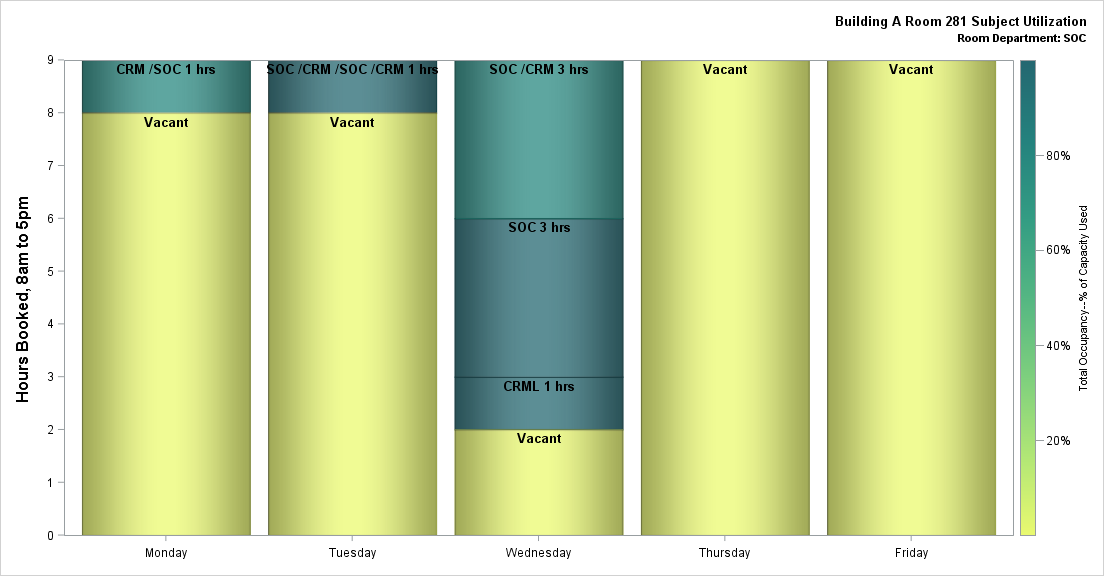 Building A Room 281 Subject Utilization
Room Department: SOC
Hours Booked, 8am to 5pm
9
8
7
6
5
4
3
2
1
0
CRM /SOC 1 hrs
Vacant
SOC /CRM /SOC /CRM 1 hrs
Vacant
SOC /CRM 3 hrs
SOC 3 hrs
CRML 1 hrs
Vacant
Vacant
Vacant
Monday
Tuesday
Wednesday
Thursday
Friday
80%
60%
40%
20%
Total Occupancy--% of Capacity Used